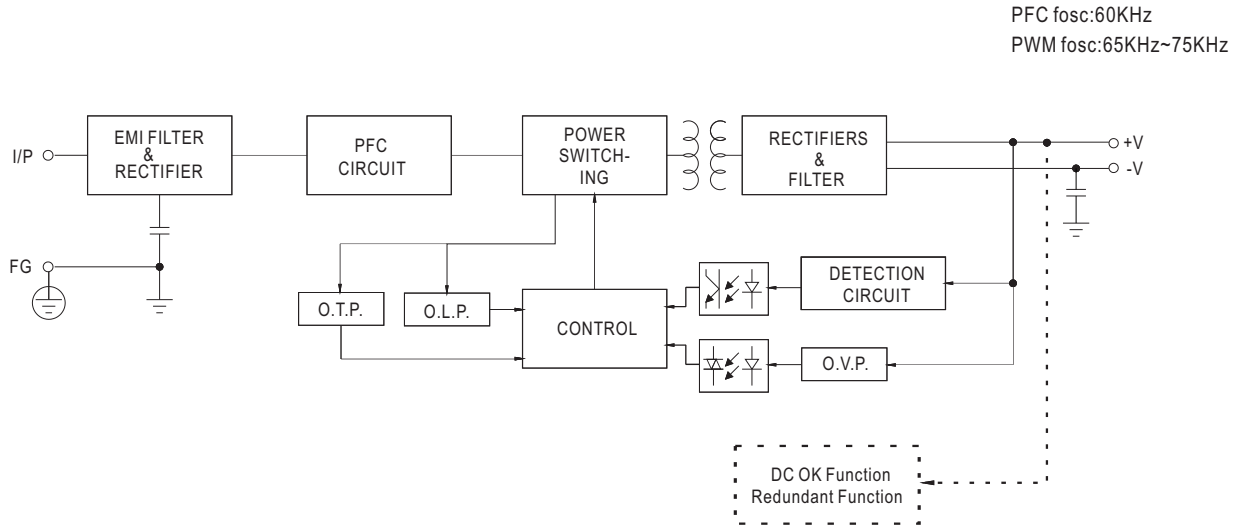 PFC fosc:60KHz
PWM fosc:65KHz~75KHz
I/P
EMI FILTER
&
RECTIFIER
PFC
CIRCUIT
POWER
SWITCH-
ING
RECTIFIERS
&
FILTER
+V
-V
FG
O.T.P.
O.L.P.
CONTROL
DETECTION
CIRCUIT
O.V.P.
DC OK Function
Redundant Function